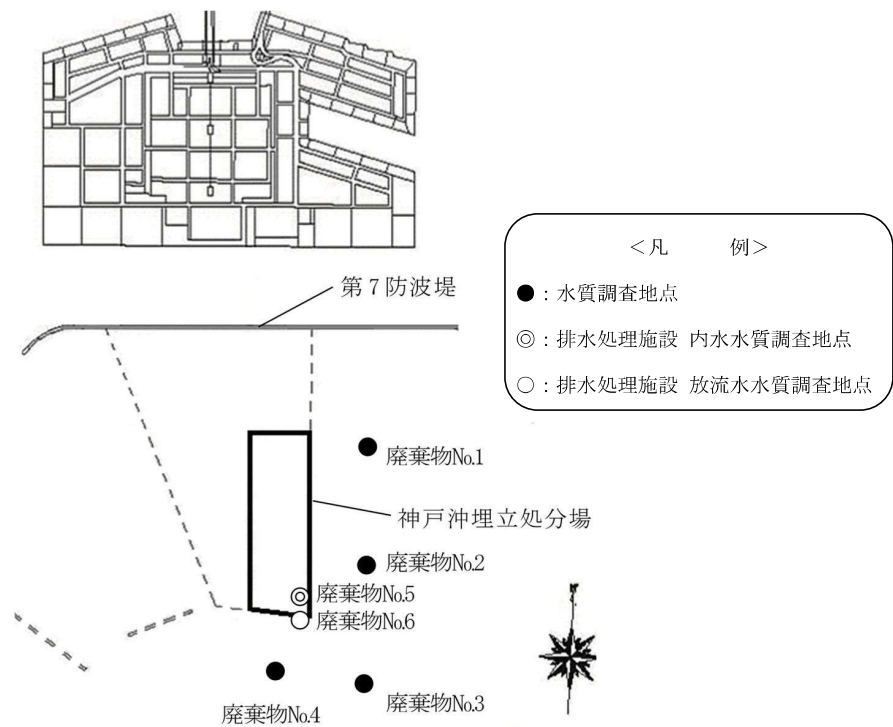 ＜凡　例＞
●：水質調査地点
◎：排水処理施設 内水水質調査地点
○：排水処理施設 放流水水質調査地点
第７防波堤
廃棄物№1
神戸沖埋立処分場
廃棄物№2
廃棄物№5
廃棄物№6
廃棄物№3
廃棄物№4